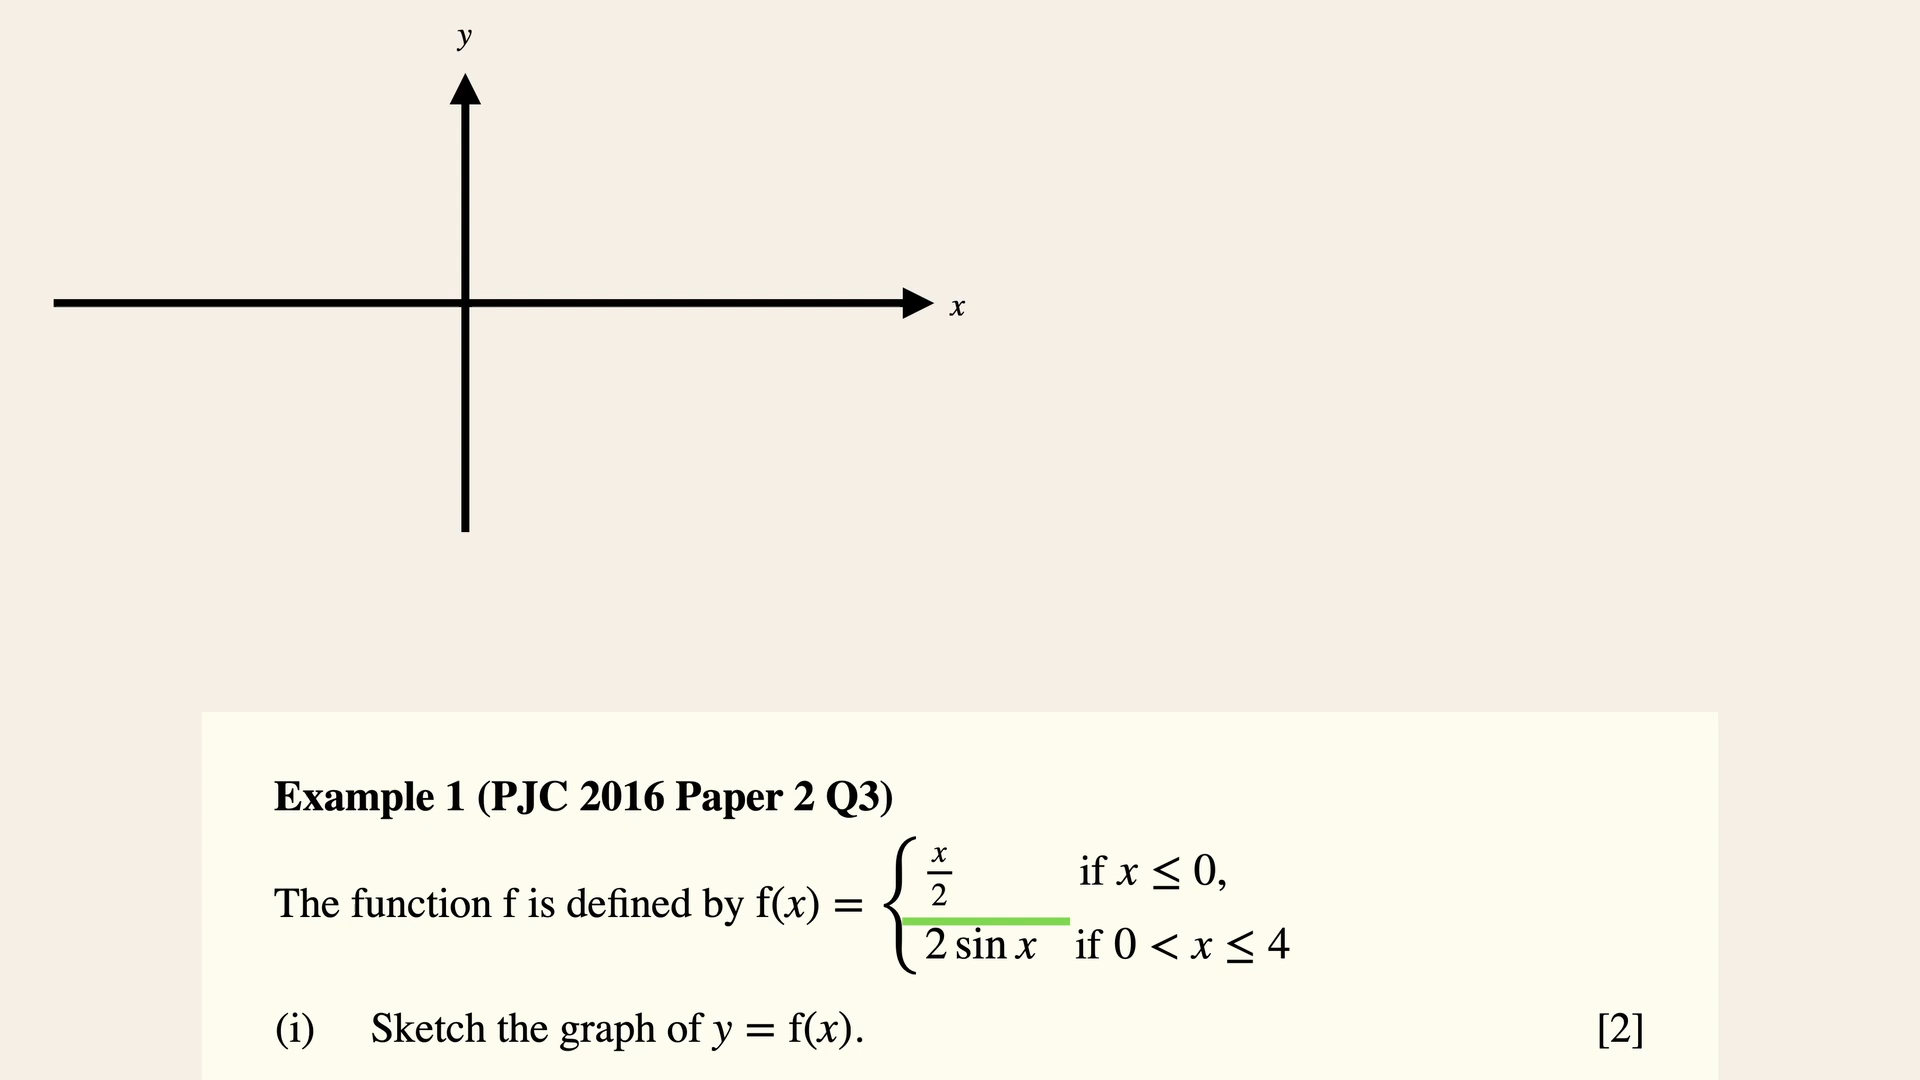 y
x
Example 1 (PJC 2016 Paper 2 Q3)
The function f is defined by f(x) = { x/2 if x ≤ 0,
2 sin x if 0 < x ≤ 4
(i) Sketch the graph of y = f(x). [2]